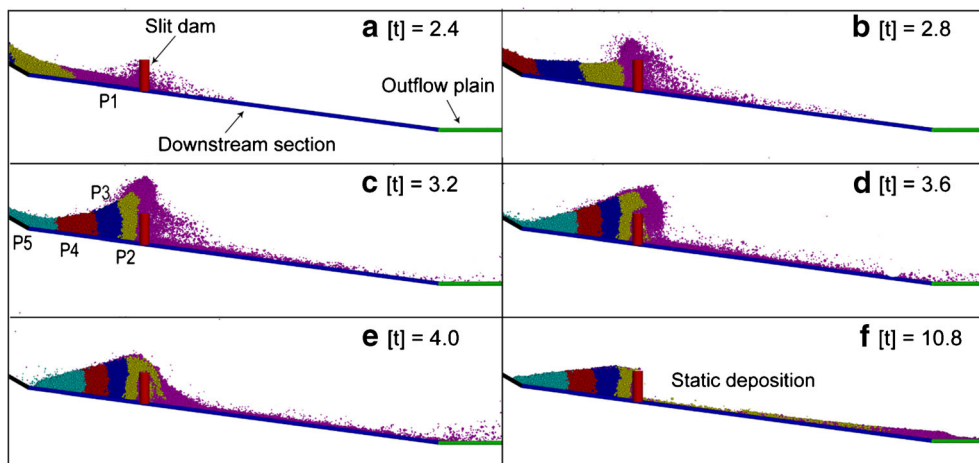 Slit dam
a [t] = 2.4
P1
Outflow plain
Downstream section
b [t] = 2.8
c [t] = 3.2
P3
P5
P4
P2
d [t] = 3.6
e [t] = 4.0
f [t] = 10.8
Static deposition